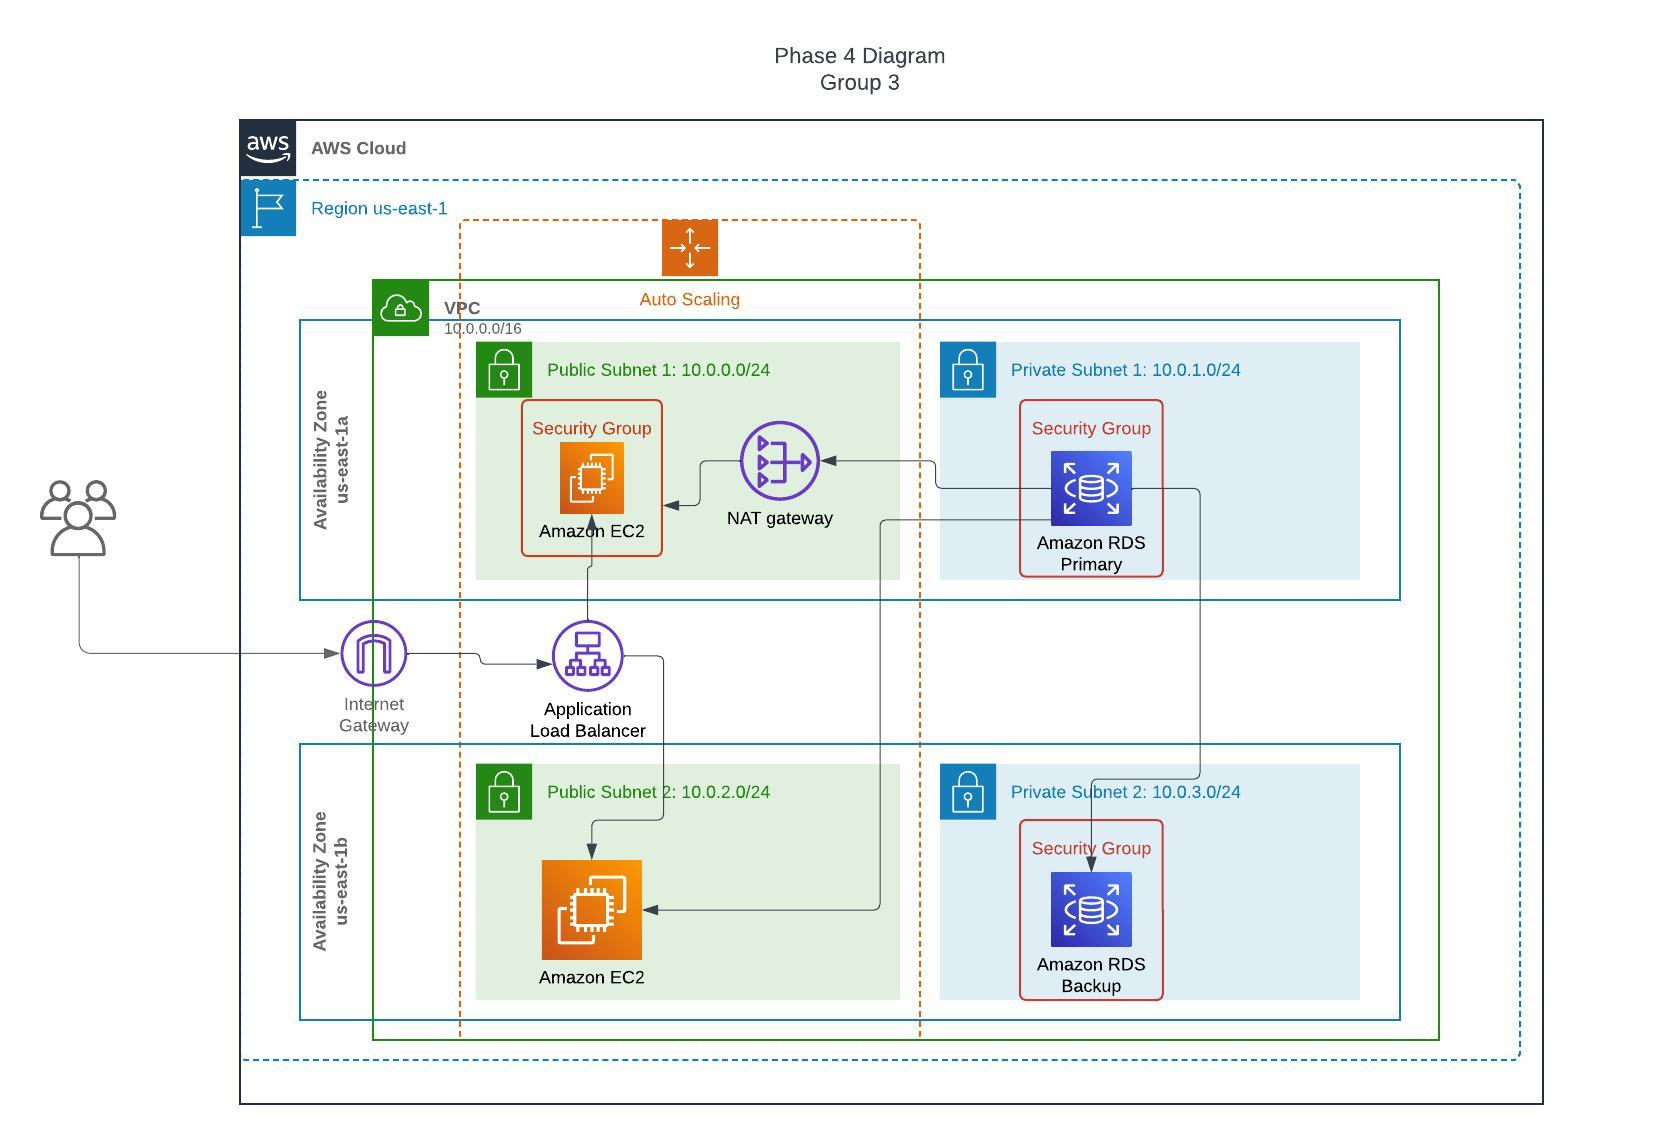 Phase 4 Diagram
Group 3
aws
AWS Cloud
Region us-east-1
Auto Scaling
VPC
10.0.0.0/16
Availability Zone
us-east-1a
Public Subnet 1: 10.0.0.0/24
Private Subnet 1: 10.0.1.0/24
Security Group
Amazon EC2
NAT gateway
Security Group
Amazon RDS
Primary
Internet
Gateway
Application
Load Balancer
Availability Zone
us-east-1b
Public Subnet 2: 10.0.2.0/24
Private Subnet 2: 10.0.3.0/24
Amazon EC2
Security Group
Amazon RDS
Backup